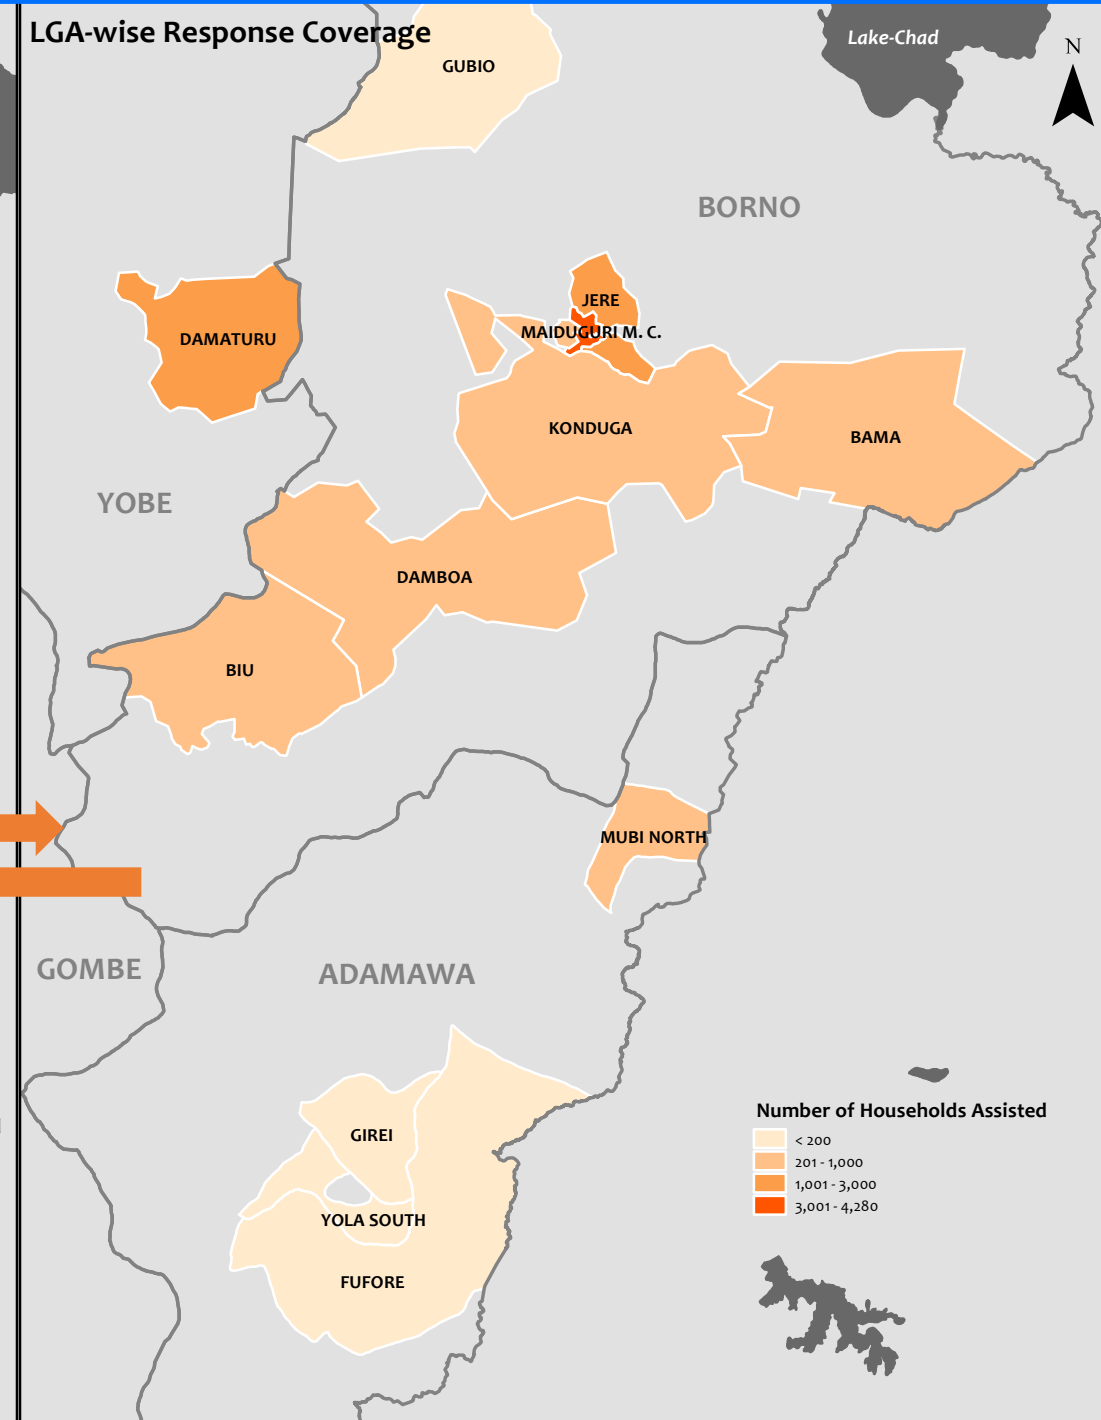 LGA-wise Response Coverage
Lake-Chad
N
GUBIO
BORNO
JERE
MAIDUGURI M. C.
DAMATURU
KONDUGA
BAMA
YOBE
DAMBOA
BIU
MUBI NORTH
GOMBE
ADAMAWA
GIREI
YOLA SOUTH
FUFORE
Number of Households Assisted
< 200
201 - 1,000
1,001 - 3,000
3,001 - 4,280